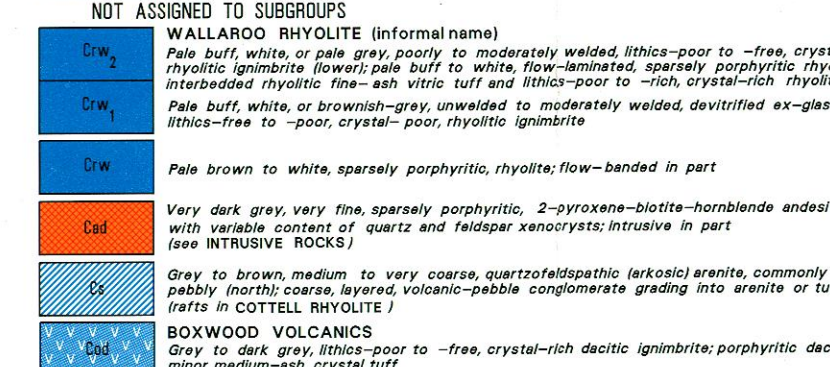 NOT ASSIGNED TO SUBGROUPS
WALLAROO RHYOLITE (informal name)
Crw2
Pale buff, white, or pale grey, poorly to moderately welded, lithics-poor to -free, cryst
rhyolitic ignimbrite (lower); pale buff to white, flow-laminated, sparsely porphyritic rhy
interbedded rhyolitic fine-ash vitric tuff and lithics-poor to -rich, crystal-rich rhyolit
Crw1
Pale buff, white, or brownish-grey, unwelded to moderately welded, devitrified ex-glas
lithics-free to -poor, crystal-poor, rhyolitic ignimbrite
Crw
Pale brown to white, sparsely porphyritic, rhyolite; flow-banded in part
Cad
Very dark grey, very fine, sparsely porphyritic, 2-pyroxene-biotite-hornblende andesi
with variable content of quartz and feldspar xenocrysts; intrusive in part
(see INTRUSIVE ROCKS)
Cs
Grey to brown, medium to very coarse, quartzofeldspathic (arkosic) arenite, commonly
pebbly (north); coarse, layered, volcanic-pebble conglomerate grading into arenite or tu
(rafts in COTTELL RHYOLITE )
BOXWOOD VOLCANICS
Cod
Grey to dark grey, lithics-poor to -free, crystal-rich dacitic ignimbrite; porphyritic dac
minor medium-ash crystal tuff